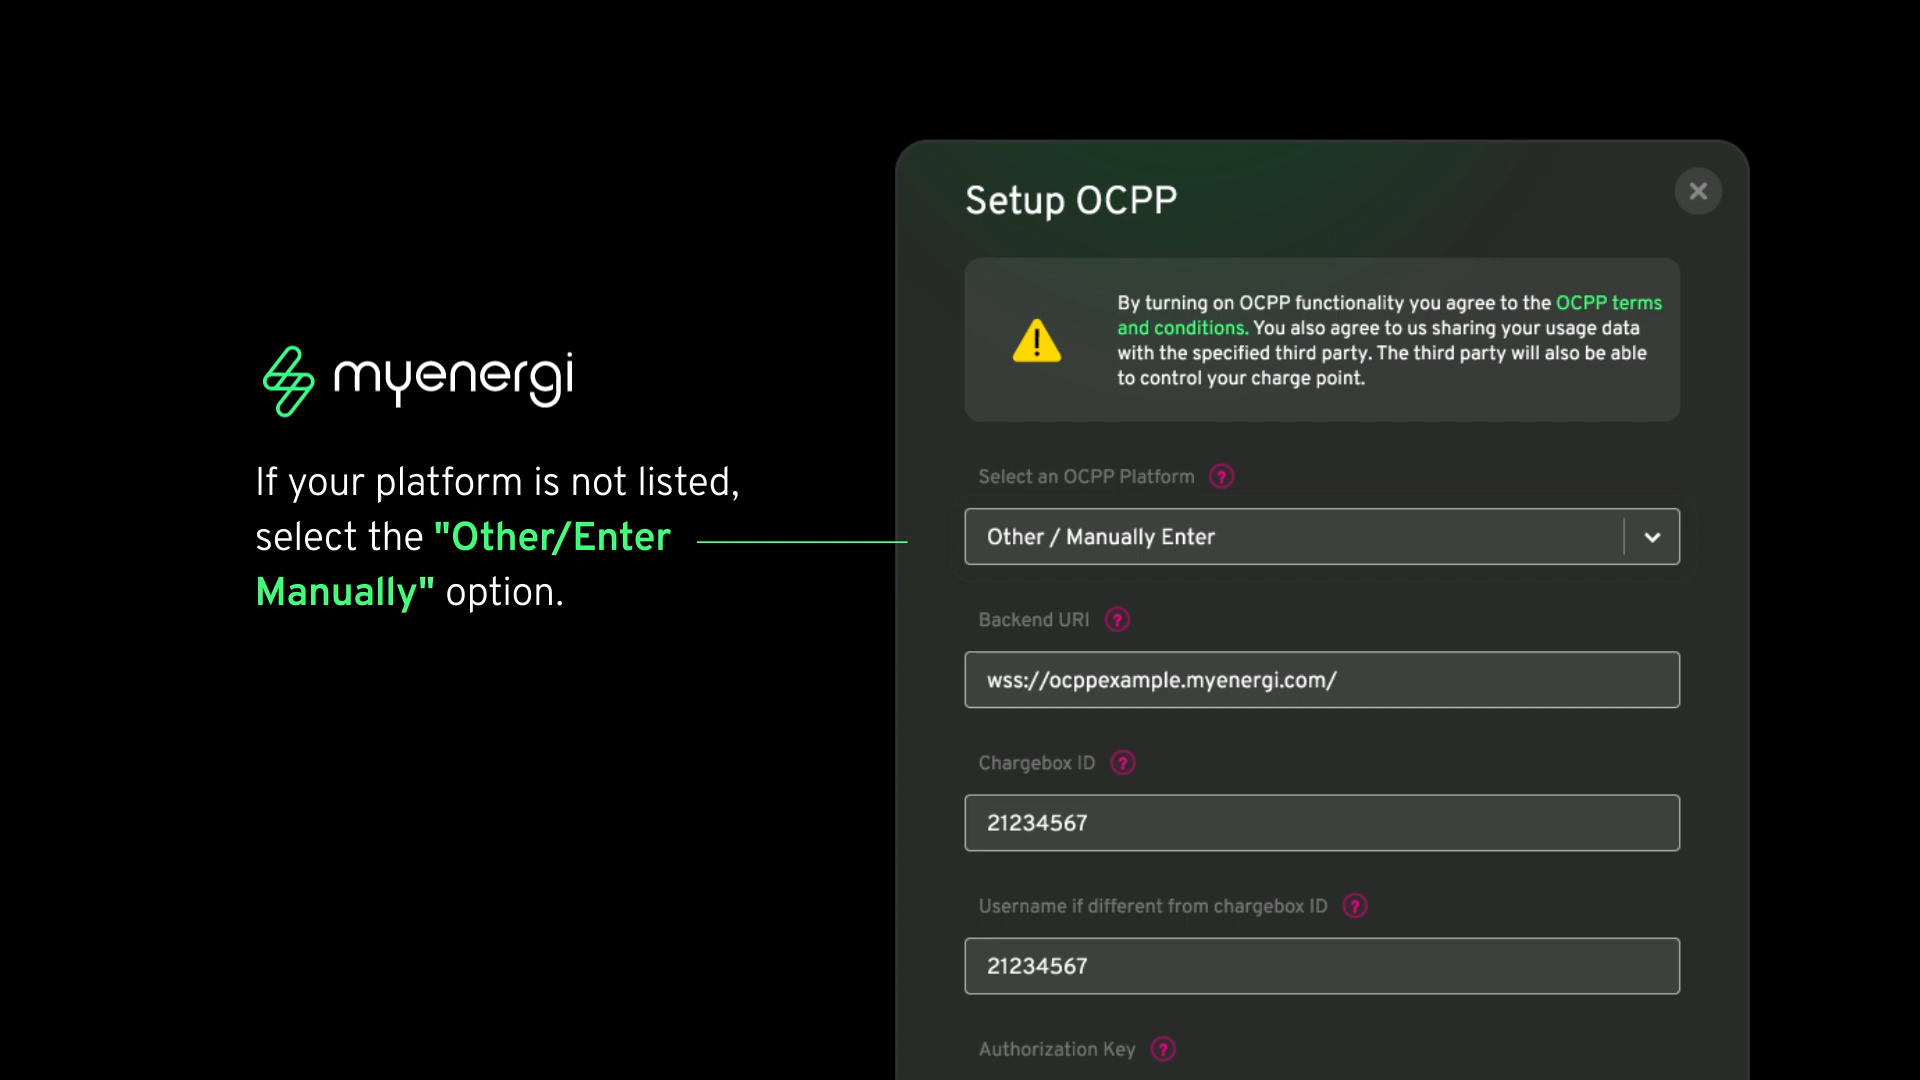 myenergi
If your platform is not listed,
select the "Other/Enter
Manually" option.
Setup OCPP
By turning on OCPP functionality you agree to the OCPP terms
and conditions. You also agree to us sharing your usage data
with the specified third party. The third party will also be able
to control your charge point.
Select an OCPP Platform ?
Other / Manually Enter
Backend URI ?
wss://ocppexample.myenergi.com/
Chargebox ID ?
21234567
Username if different from chargebox ID ?
21234567
Authorization Key ?